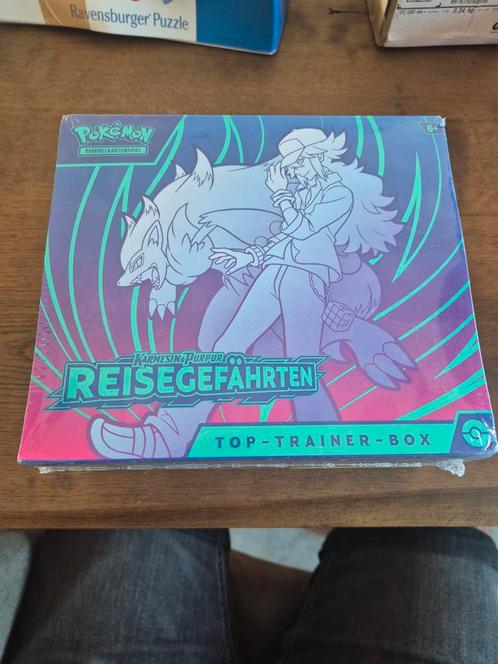 Ravensburger Puzzle
POKéMON
SAMMELKARTENSPIEL
6+
KARMESIN & PURPUR
REISEGEFÄHRTEN
TOP-TRAINER-BOX